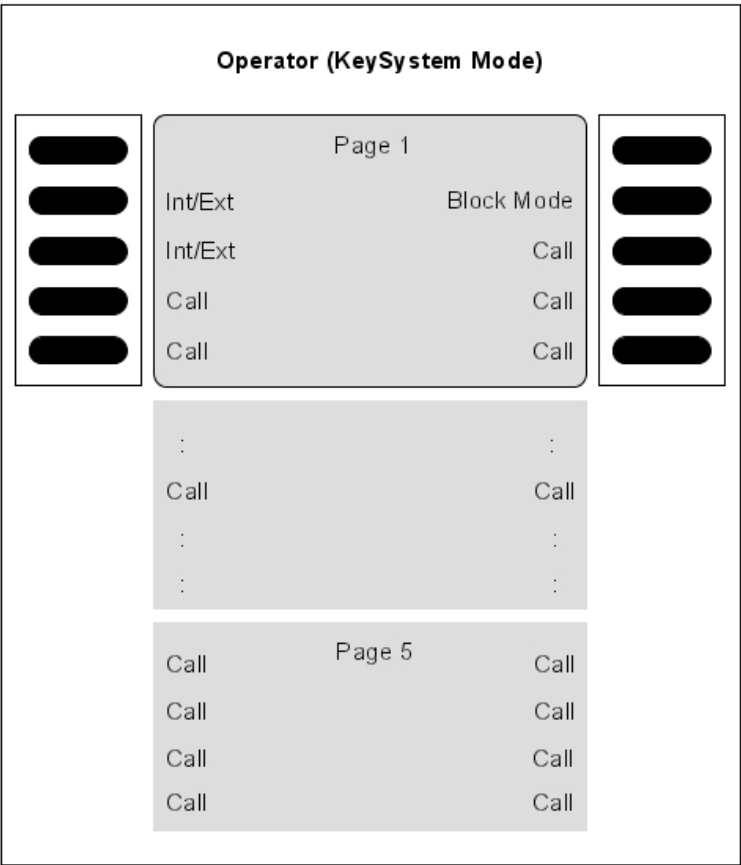 Operator (KeySystem Mode)
Page 1
Int/Ext Block Mode
Int/Ext Call
Call Call
Call Call
: :
Call Call
: :
: :
Page 5
Call Call
Call Call
Call Call
Call Call